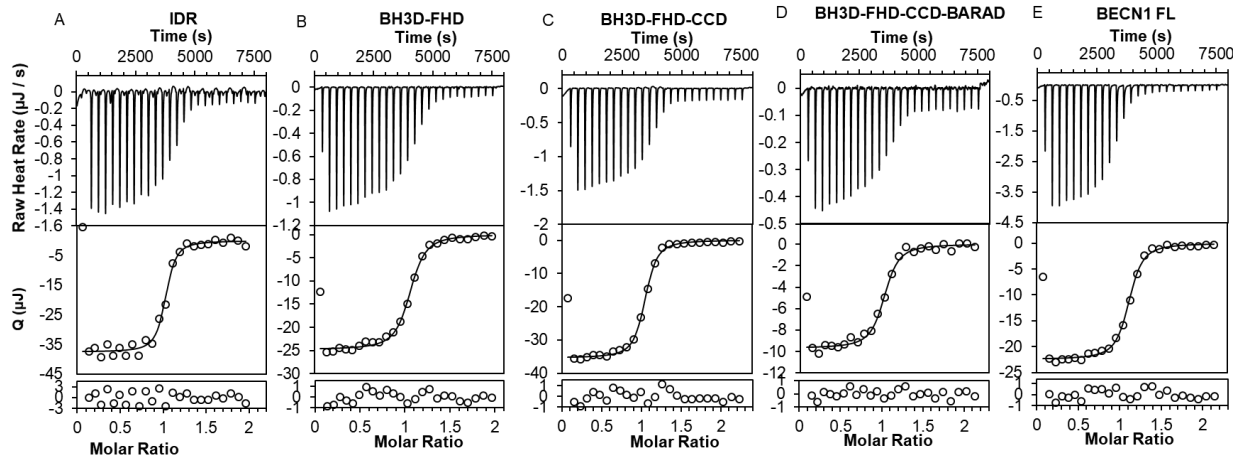 A IDR B BH3D-FHD C BH3D-FHD-CCD D BH3D-FHD-CCD-BARAD E BECN1 FL
Time (s) Time (s) Time (s) Time (s) Time (s)
0 2500 5000 7500 0 2500 5000 7500 0 2500 5000 7500 0 2500 5000 7500 0 2500 5000 7500
Raw Heat Rate (µJ / s)
0 -0.2 -0.4 -0.6 -0.8 -1 -1.2 -1.4 -1.6
0 -0.2 -0.4 -0.6 -0.8 -1 -1.2
0 -0.5 -1 -1.5 -2
0 -0.1 -0.2 -0.3 -0.4 -0.5
-0.5 -1.5 -2.5 -3.5 -4.5
Q (µJ)
-5 -15 -25 -35 -45
0 -5 -10 -15 -20 -25 -30
0 -10 -20 -30 -40
0 -2 -4 -6 -8 -10 -12
0 -5 -10 -15 -20 -25
3 0 -3
1 0 -1
1 0 -1
1 0 -1
1 0 -1
0 0.5 1 1.5 2 0 0.5 1.0 1.5 2 0 0.5 1 1.5 2 0 0.5 1 1.5 2 0 0.5 1 1.5 2
Molar Ratio Molar Ratio Molar Ratio Molar Ratio Molar Ratio